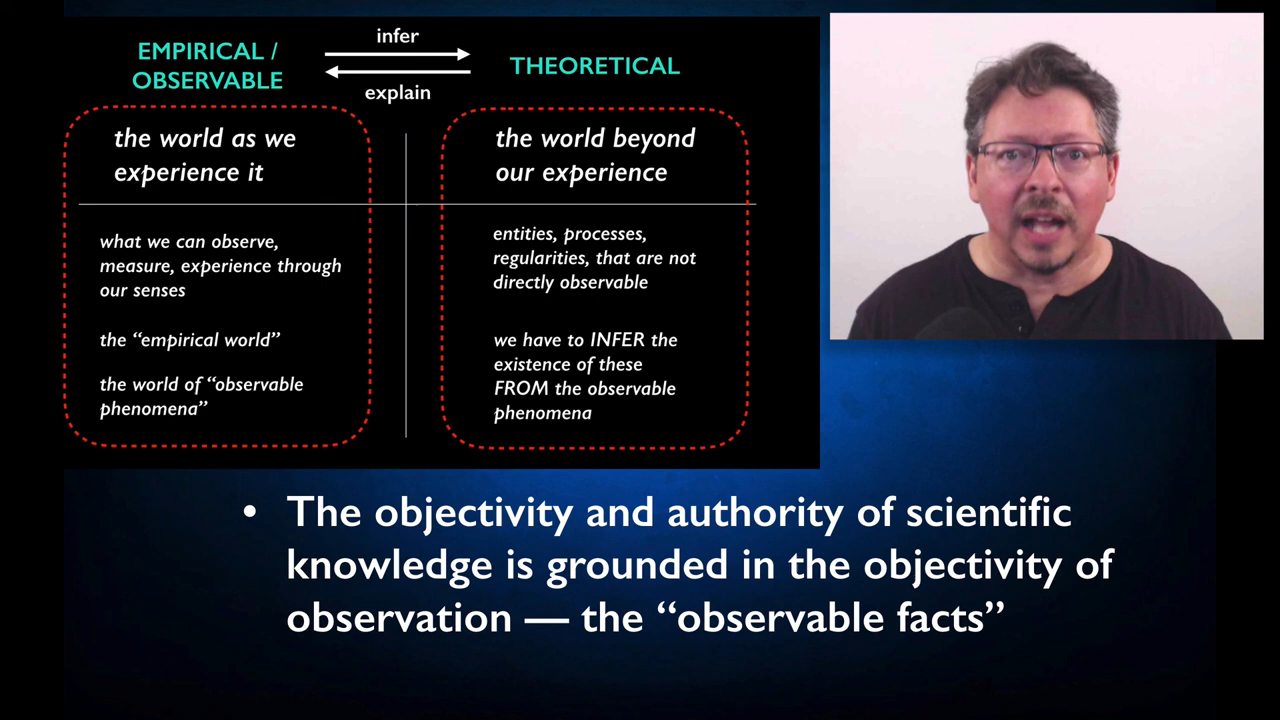 EMPIRICAL /
OBSERVABLE
infer
explain
THEORETICAL
the world as we
experience it
what we can observe,
measure, experience through
our senses
the “empirical world”
the world of “observable
phenomena”
the world beyond
our experience
entities, processes,
regularities, that are not
directly observable
we have to INFER the
existence of these
FROM the observable
phenomena
• The objectivity and authority of scientific
knowledge is grounded in the objectivity of
observation — the “observable facts”